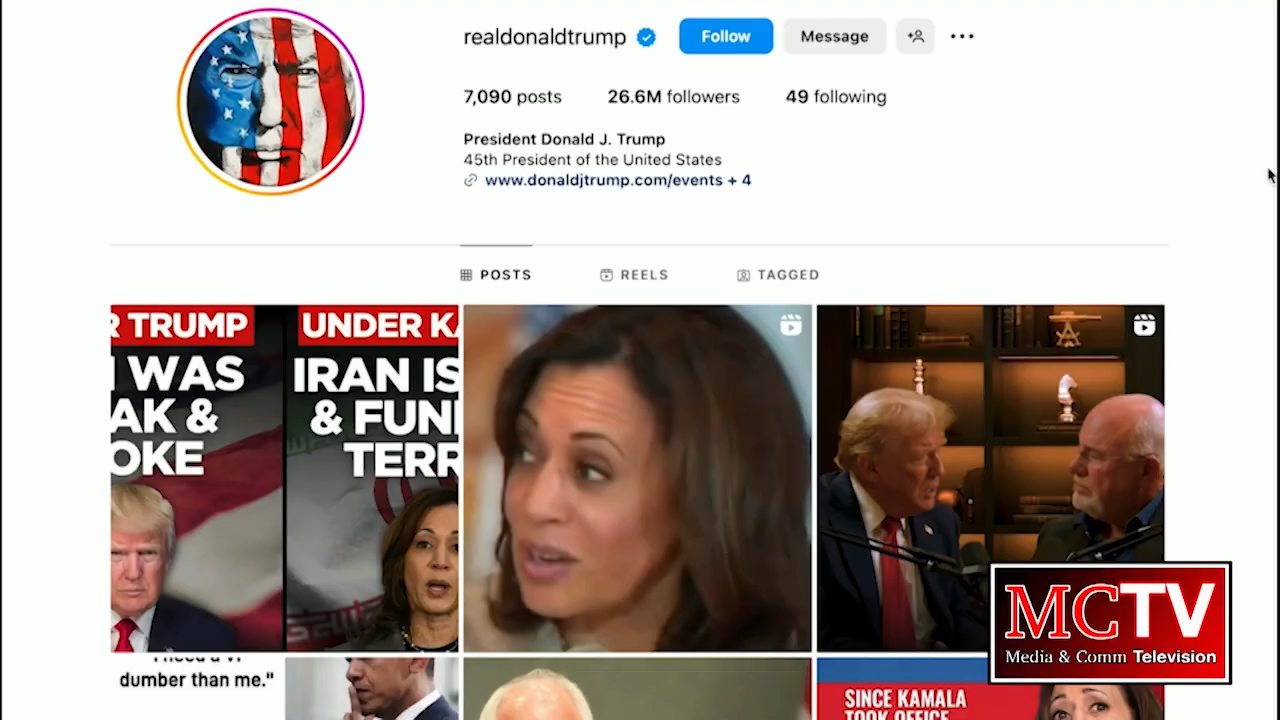 realdonaldtrump
Follow
Message
7,090 posts
26.6M followers
49 following
President Donald J. Trump
45th President of the United States
www.donaldjtrump.com/events + 4
POSTS
REELS
TAGGED
R TRUMP
WAS
AK &
OKE
UNDER KA
IRAN IS
& FUN
TERR
dumber than me."
SINCE KAMALA
TOOK OFFICE
MCTV
Media & Comm Television